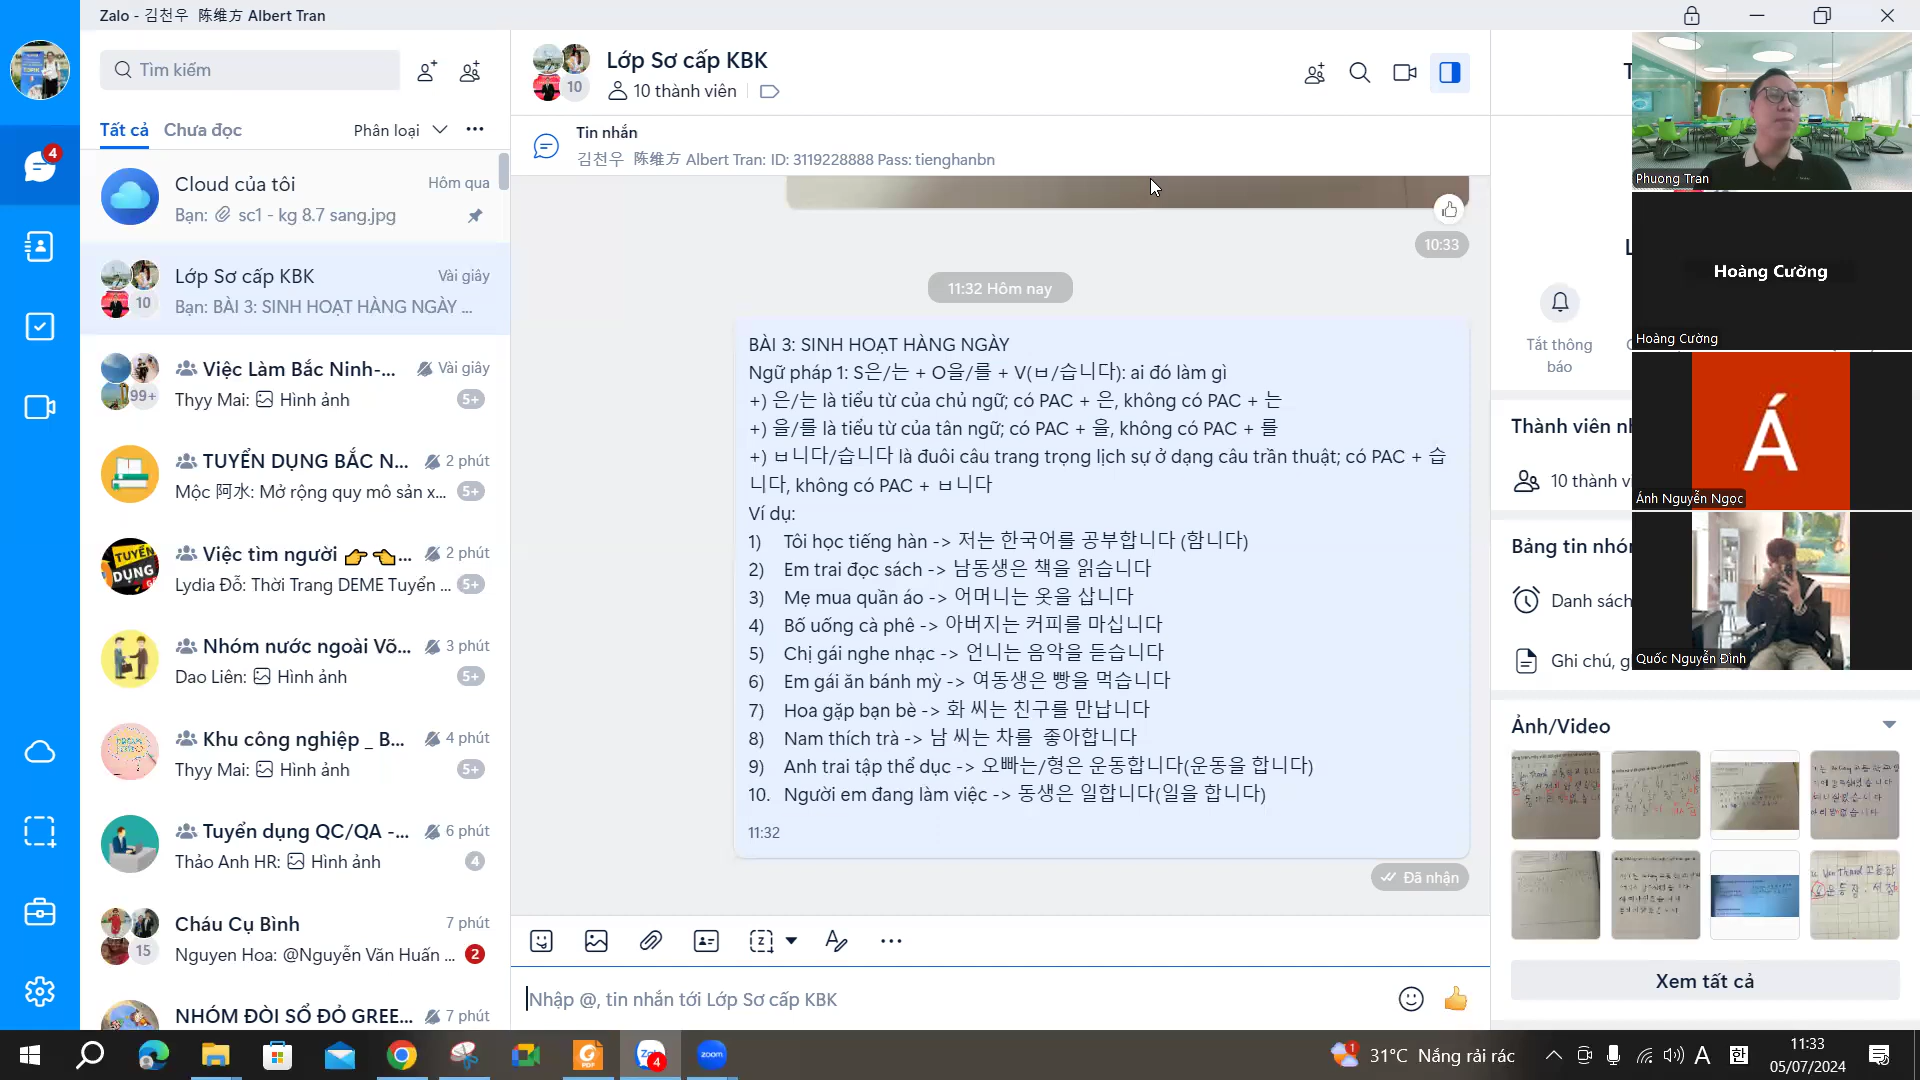 Zalo - 김천우 陈维方 Albert Tran
Tìm kiếm
Tất cả
Chưa đọc
Phân loại
4
Cloud của tôi
Hôm qua
Bạn: sc1 - kg 8.7 sang.jpg
Lớp Sơ cấp KBK
Vài giây
10
Bạn: BÀI 3: SINH HOẠT HÀNG NGÀY ...
Việc Làm Bắc Ninh-...
Vài giây
99+
Thyy Mai: Hình ảnh
5+
TUYỂN DỤNG BẮC N...
2 phút
Mộc 阿水: Mở rộng quy mô sản x...
5+
Việc tìm người 👉👈...
2 phút
Lydia Đỗ: Thời Trang DEME Tuyển ...
5+
Nhóm nước ngoài Võ...
3 phút
Dao Liên: Hình ảnh
5+
Khu công nghiệp _ B...
4 phút
Thyy Mai: Hình ảnh
5+
Tuyển dụng QC/QA -...
6 phút
Thảo Anh HR: Hình ảnh
4
Cháu Cụ Bình
7 phút
15
Nguyen Hoa: @Nguyễn Văn Huấn ...
2
NHÓM ĐÒI SỔ ĐỎ GREE...
7 phút
Lớp Sơ cấp KBK
10
10 thành viên
Tin nhắn
김천우 陈维方 Albert Tran: ID: 3119228888 Pass: tienghanbn
10:33
11:32 Hôm nay
BÀI 3: SINH HOẠT HÀNG NGÀY
Ngữ pháp 1: S은/는 + O을/를 + V(ㅂ/습니다): ai đó làm gì
+) 은/는 là tiểu từ của chủ ngữ; có PAC + 은, không có PAC + 는
+) 을/를 là tiểu từ của tân ngữ; có PAC + 을, không có PAC + 를
+) ㅂ니다/습니다 là đuôi câu trang trọng lịch sự ở dạng câu trần thuật; có PAC + 습
니다, không có PAC + ㅂ니다
Ví dụ:
1) Tôi học tiếng hàn -> 저는 한국어를 공부합니다 (함니다)
2) Em trai đọc sách -> 남동생은 책을 읽습니다
3) Mẹ mua quần áo -> 어머니는 옷을 삽니다
4) Bố uống cà phê -> 아버지는 커피를 마십니다
5) Chị gái nghe nhạc -> 언니는 음악을 듣습니다
6) Em gái ăn bánh mỳ -> 여동생은 빵을 먹습니다
7) Hoa gặp bạn bè -> 화 씨는 친구를 만납니다
8) Nam thích trà -> 남 씨는 차를 좋아합니다
9) Anh trai tập thể dục -> 오빠는/형은 운동합니다(운동을 합니다)
10. Người em đang làm việc -> 동생은 일합니다(일을 합니다)
11:32
Đã nhận
Nhập @, tin nhắn tới Lớp Sơ cấp KBK
Tắt thông
báo
Thành viên nh
10 thành vi
Bảng tin nhó
Danh sách
Ghi chú, g
Ảnh/Video
Xem tất cả
Phuong Tran
Hoàng Cường
Hoàng Cường
Á
Ánh Nguyễn Ngọc
Quốc Nguyễn Đình
zoom
Zalo
4
1
31°C Nắng rải rác
A
한
11:33
05/07/2024